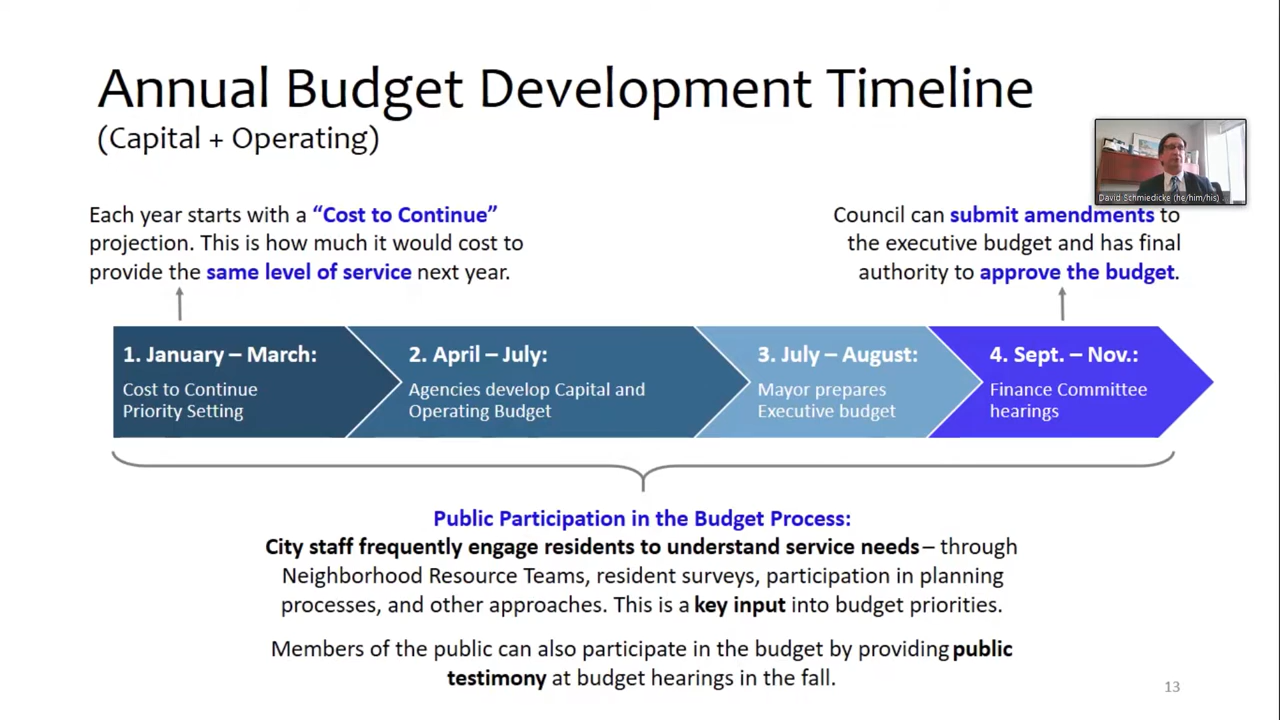 Annual Budget Development Timeline
(Capital + Operating)
David Schmiedicke (he/him/his)
Each year starts with a “Cost to Continue”
projection. This is how much it would cost to
provide the same level of service next year.
Council can submit amendments to
the executive budget and has final
authority to approve the budget.
1. January – March:
Cost to Continue
Priority Setting
2. April – July:
Agencies develop Capital and
Operating Budget
3. July – August:
Mayor prepares
Executive budget
4. Sept. – Nov.:
Finance Committee
hearings
Public Participation in the Budget Process:
City staff frequently engage residents to understand service needs – through
Neighborhood Resource Teams, resident surveys, participation in planning
processes, and other approaches. This is a key input into budget priorities.
Members of the public can also participate in the budget by providing public
testimony at budget hearings in the fall.
13